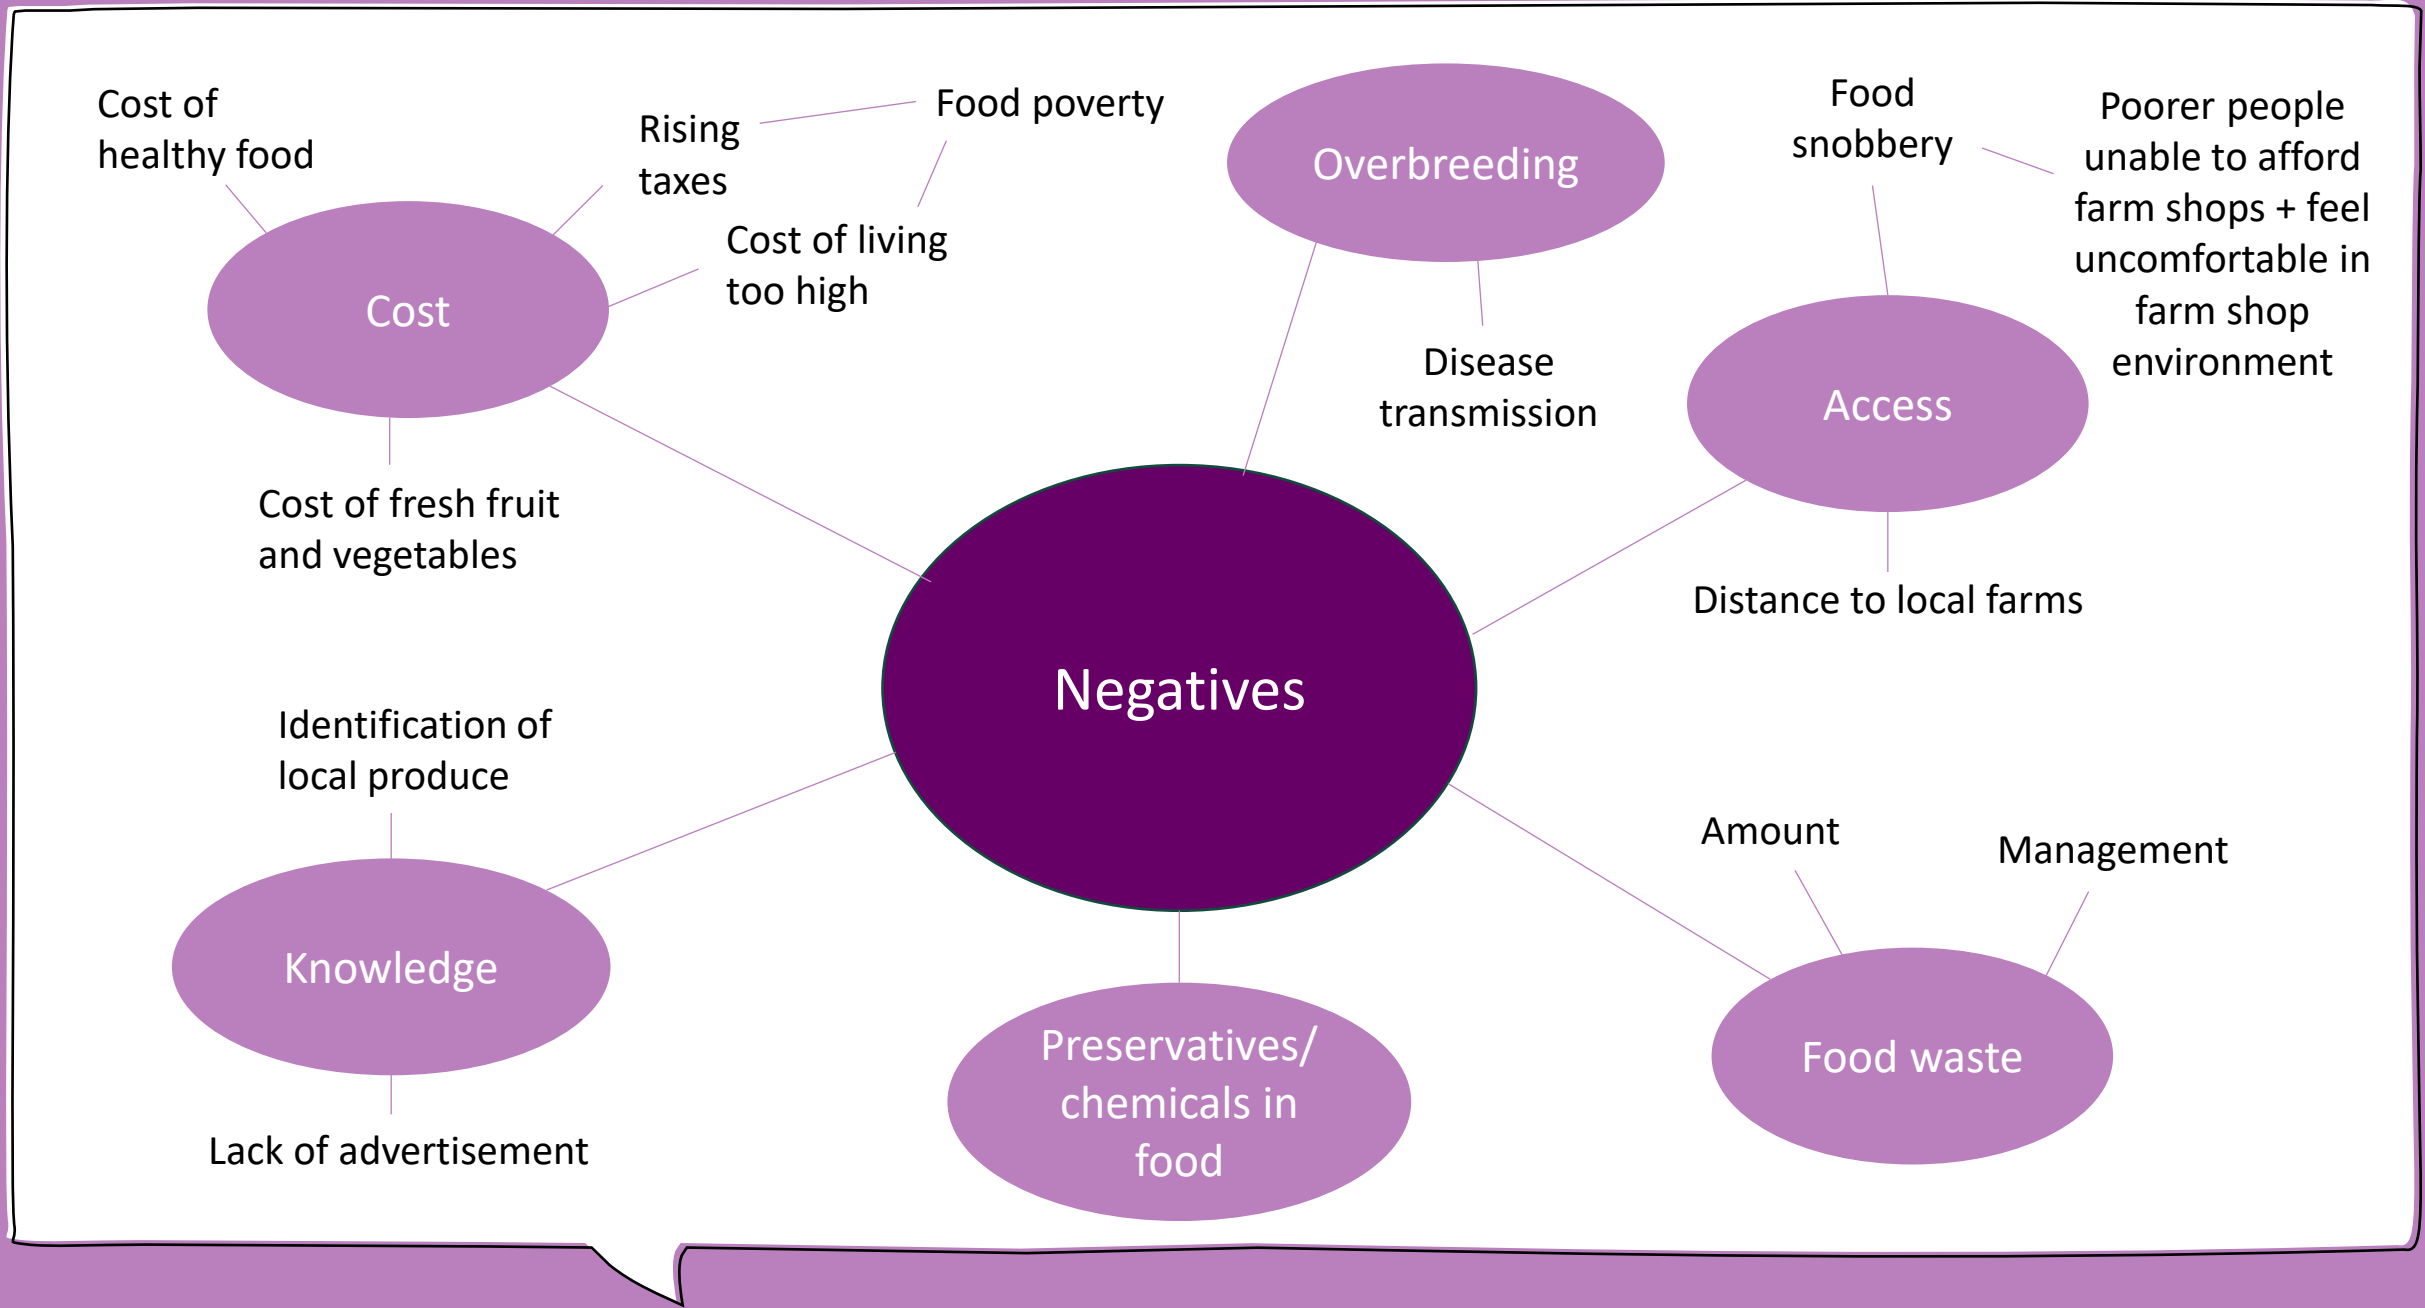 Cost of
healthy food
Rising
taxes
Food poverty
Cost of living
too high
Cost
Cost of fresh fruit
and vegetables
Overbreeding
Disease
transmission
Food
snobbery
Poorer people
unable to afford
farm shops + feel
uncomfortable in
farm shop
environment
Access
Distance to local farms
Negatives
Identification of
local produce
Knowledge
Lack of advertisement
Preservatives/
chemicals in
food
Amount
Management
Food waste